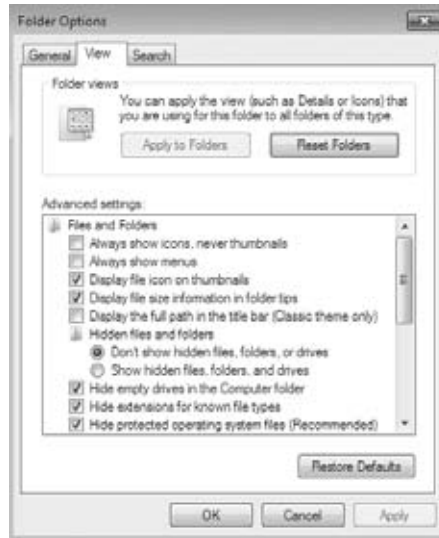 Folder Options
General View Search
Folder views
You can apply the view (such as Details or Icons) that
you are using for this folder to all folders of this type.
Apply to Folders Reset Folders
Advanced settings:
Files and Folders
Always show icons, never thumbnails
Always show menus
Display file icon on thumbnails
Display file size information in folder tips
Display the full path in the title bar (Classic theme only)
Hidden files and folders
Don't show hidden files, folders, or drives
Show hidden files, folders, and drives
Hide empty drives in the Computer folder
Hide extensions for known file types
Hide protected operating system files (Recommended)
Restore Defaults
OK Cancel Apply